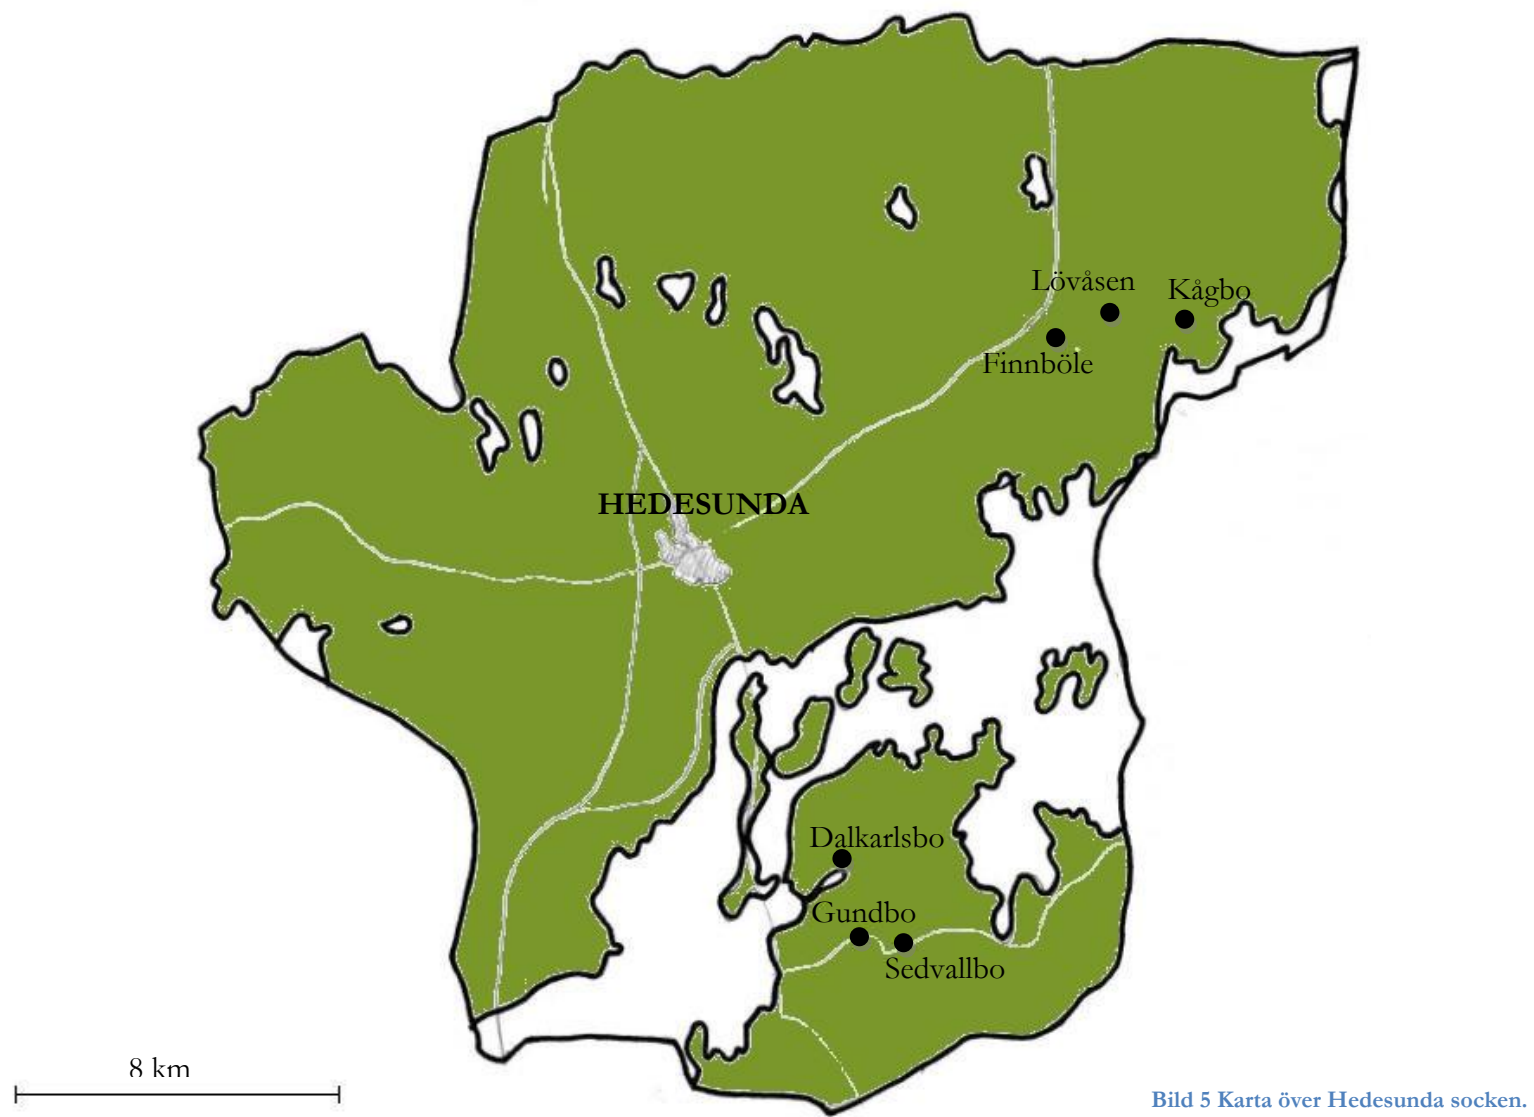 Lövåsen
Kågbo
Finnböle
HEDESUNDA
Dalkarlsbo
Gundbo
Sedvallbo
8 km
Bild 5 Karta över Hedesunda socken.